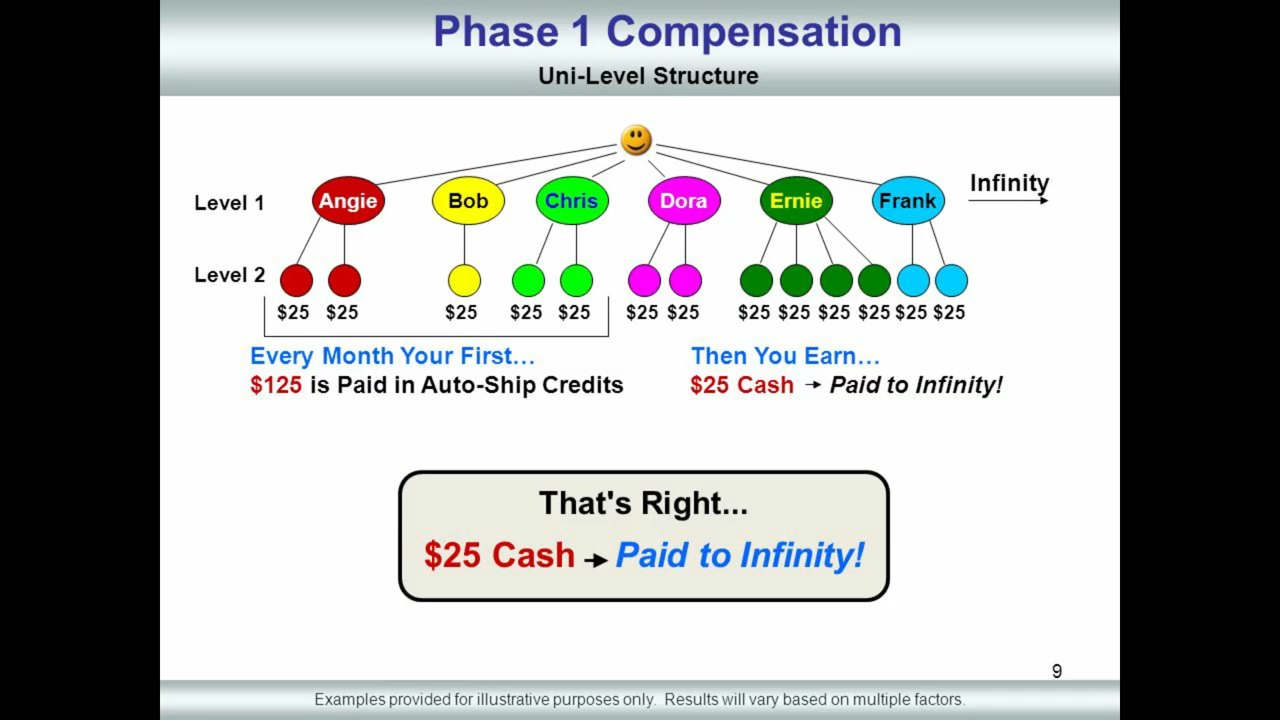 Phase 1 Compensation
Uni-Level Structure
Infinity
Level 1 Angie Bob Chris Dora Ernie Frank
Level 2
$25 $25 $25 $25 $25 $25 $25 $25 $25 $25 $25 $25 $25
Every Month Your First... Then You Earn...
$125 is Paid in Auto-Ship Credits $25 Cash → Paid to Infinity!
That's Right...
$25 Cash → Paid to Infinity!
9
Examples provided for illustrative purposes only. Results will vary based on multiple factors.